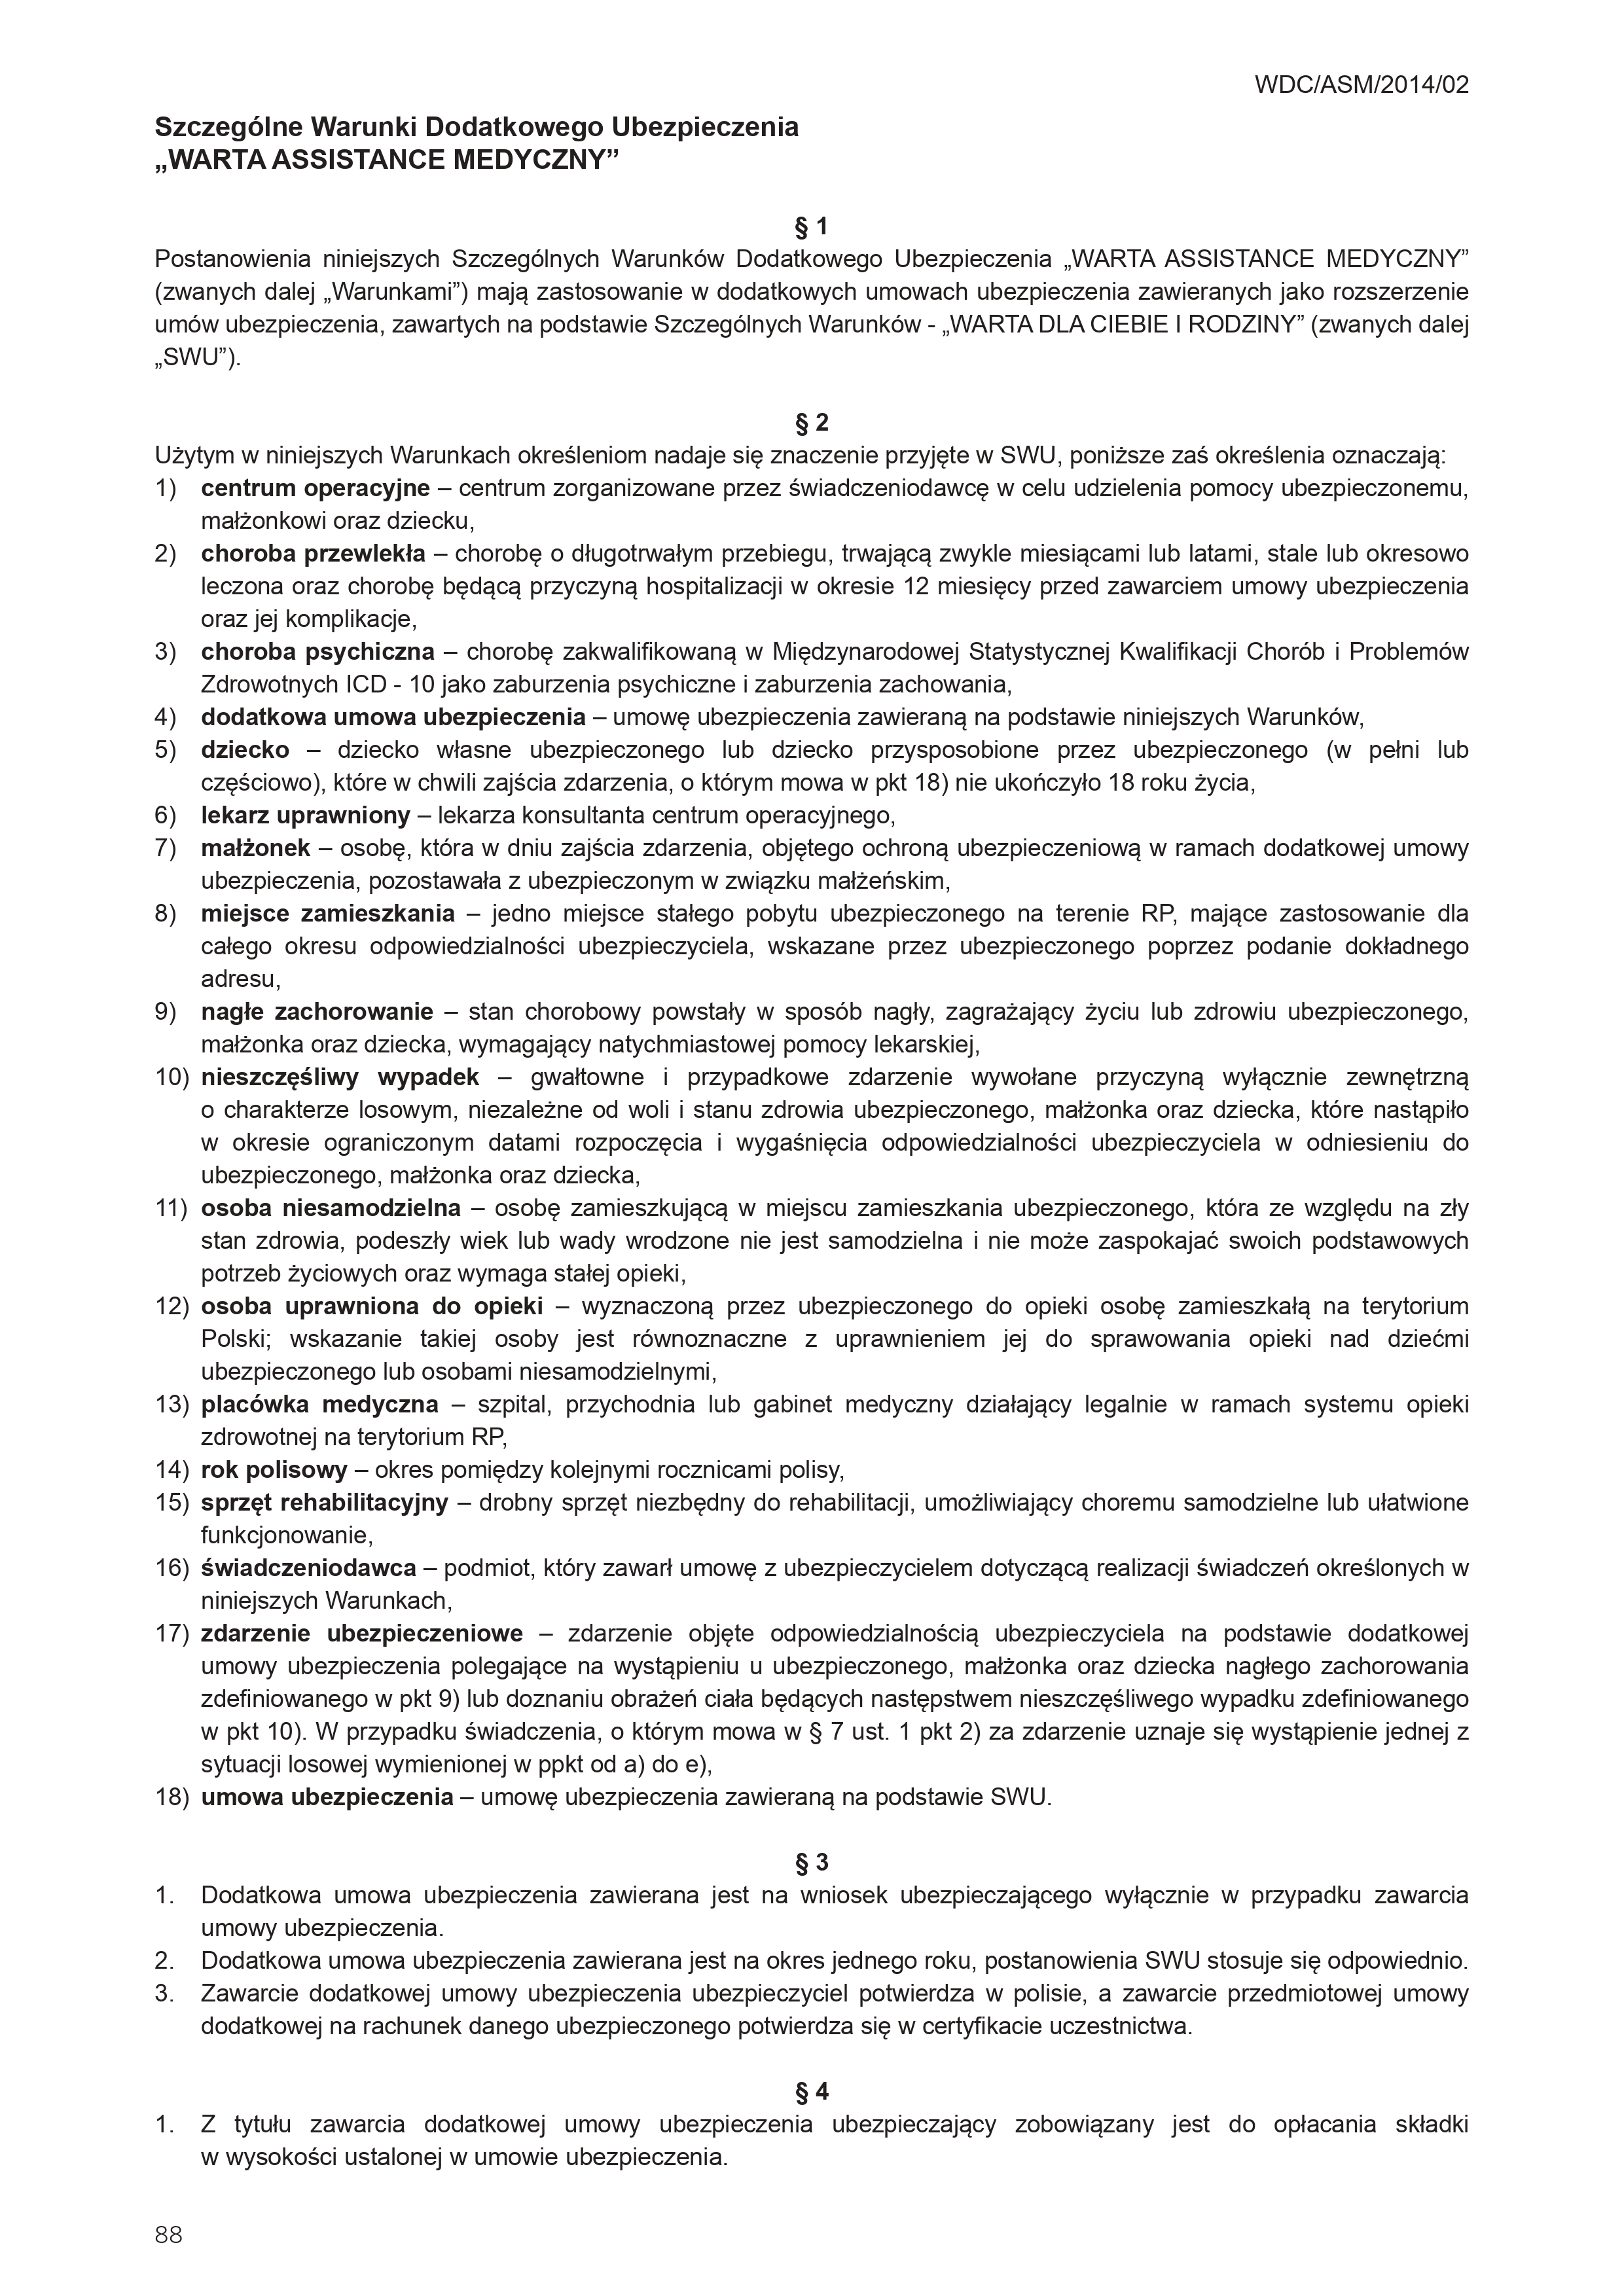 WDC/ASM/2014/02
Szczególne Warunki Dodatkowego Ubezpieczenia
„WARTA ASSISTANCE MEDYCZNY”
§ 1
Postanowienia niniejszych Szczególnych Warunków Dodatkowego Ubezpieczenia „WARTA ASSISTANCE MEDYCZNY”
(zwanych dalej „Warunkami”) mają zastosowanie w dodatkowych umowach ubezpieczenia zawieranych jako rozszerzenie
umów ubezpieczenia, zawartych na podstawie Szczególnych Warunków - „WARTA DLA CIEBIE I RODZINY” (zwanych dalej
„SWU”).
§ 2
Użytym w niniejszych Warunkach określeniom nadaje się znaczenie przyjęte w SWU, poniższe zaś określenia oznaczają:
1) centrum operacyjne – centrum zorganizowane przez świadczeniodawcę w celu udzielenia pomocy ubezpieczonemu,
małżonkowi oraz dziecku,
2) choroba przewlekła – chorobę o długotrwałym przebiegu, trwającą zwykle miesiącami lub latami, stale lub okresowo
leczona oraz chorobę będącą przyczyną hospitalizacji w okresie 12 miesięcy przed zawarciem umowy ubezpieczenia
oraz jej komplikacje,
3) choroba psychiczna – chorobę zakwalifikowaną w Międzynarodowej Statystycznej Kwalifikacji Chorób i Problemów
Zdrowotnych ICD - 10 jako zaburzenia psychiczne i zaburzenia zachowania,
4) dodatkowa umowa ubezpieczenia – umowę ubezpieczenia zawieraną na podstawie niniejszych Warunków,
5) dziecko – dziecko własne ubezpieczonego lub dziecko przysposobione przez ubezpieczonego (w pełni lub
częściowo), które w chwili zajścia zdarzenia, o którym mowa w pkt 18) nie ukończyło 18 roku życia,
6) lekarz uprawniony – lekarza konsultanta centrum operacyjnego,
7) małżonek – osobę, która w dniu zajścia zdarzenia, objętego ochroną ubezpieczeniową w ramach dodatkowej umowy
ubezpieczenia, pozostawała z ubezpieczonym w związku małżeńskim,
8) miejsce zamieszkania – jedno miejsce stałego pobytu ubezpieczonego na terenie RP, mające zastosowanie dla
całego okresu odpowiedzialności ubezpieczyciela, wskazane przez ubezpieczonego poprzez podanie dokładnego
adresu,
9) nagłe zachorowanie – stan chorobowy powstały w sposób nagły, zagrażający życiu lub zdrowiu ubezpieczonego,
małżonka oraz dziecka, wymagający natychmiastowej pomocy lekarskiej,
10) nieszczęśliwy wypadek – gwałtowne i przypadkowe zdarzenie wywołane przyczyną wyłącznie zewnętrzną
o charakterze losowym, niezależne od woli i stanu zdrowia ubezpieczonego, małżonka oraz dziecka, które nastąpiło
w okresie ograniczonym datami rozpoczęcia i wygaśnięcia odpowiedzialności ubezpieczyciela w odniesieniu do
ubezpieczonego, małżonka oraz dziecka,
11) osoba niesamodzielna – osobę zamieszkującą w miejscu zamieszkania ubezpieczonego, która ze względu na zły
stan zdrowia, podeszły wiek lub wady wrodzone nie jest samodzielna i nie może zaspokajać swoich podstawowych
potrzeb życiowych oraz wymaga stałej opieki,
12) osoba uprawniona do opieki – wyznaczoną przez ubezpieczonego do opieki osobę zamieszkałą na terytorium
Polski; wskazanie takiej osoby jest równoznaczne z uprawnieniem jej do sprawowania opieki nad dziećmi
ubezpieczonego lub osobami niesamodzielnymi,
13) placówka medyczna – szpital, przychodnia lub gabinet medyczny działający legalnie w ramach systemu opieki
zdrowotnej na terytorium RP,
14) rok polisowy – okres pomiędzy kolejnymi rocznicami polisy,
15) sprzęt rehabilitacyjny – drobny sprzęt niezbędny do rehabilitacji, umożliwiający choremu samodzielne lub ułatwione
funkcjonowanie,
16) świadczeniodawca – podmiot, który zawarł umowę z ubezpieczycielem dotyczącą realizacji świadczeń określonych w
niniejszych Warunkach,
17) zdarzenie ubezpieczeniowe – zdarzenie objęte odpowiedzialnością ubezpieczyciela na podstawie dodatkowej
umowy ubezpieczenia polegające na wystąpieniu u ubezpieczonego, małżonka oraz dziecka nagłego zachorowania
zdefiniowanego w pkt 9) lub doznaniu obrażeń ciała będących następstwem nieszczęśliwego wypadku zdefiniowanego
w pkt 10). W przypadku świadczenia, o którym mowa w § 7 ust. 1 pkt 2) za zdarzenie uznaje się wystąpienie jednej z
sytuacji losowej wymienionej w ppkt od a) do e),
18) umowa ubezpieczenia – umowę ubezpieczenia zawieraną na podstawie SWU.
§ 3
1. Dodatkowa umowa ubezpieczenia zawierana jest na wniosek ubezpieczającego wyłącznie w przypadku zawarcia
umowy ubezpieczenia.
2. Dodatkowa umowa ubezpieczenia zawierana jest na okres jednego roku, postanowienia SWU stosuje się odpowiednio.
3. Zawarcie dodatkowej umowy ubezpieczenia ubezpieczyciel potwierdza w polisie, a zawarcie przedmiotowej umowy
dodatkowej na rachunek danego ubezpieczonego potwierdza się w certyfikacie uczestnictwa.
§ 4
1. Z tytułu zawarcia dodatkowej umowy ubezpieczenia ubezpieczający zobowiązany jest do opłacania składki
w wysokości ustalonej w umowie ubezpieczenia.
88